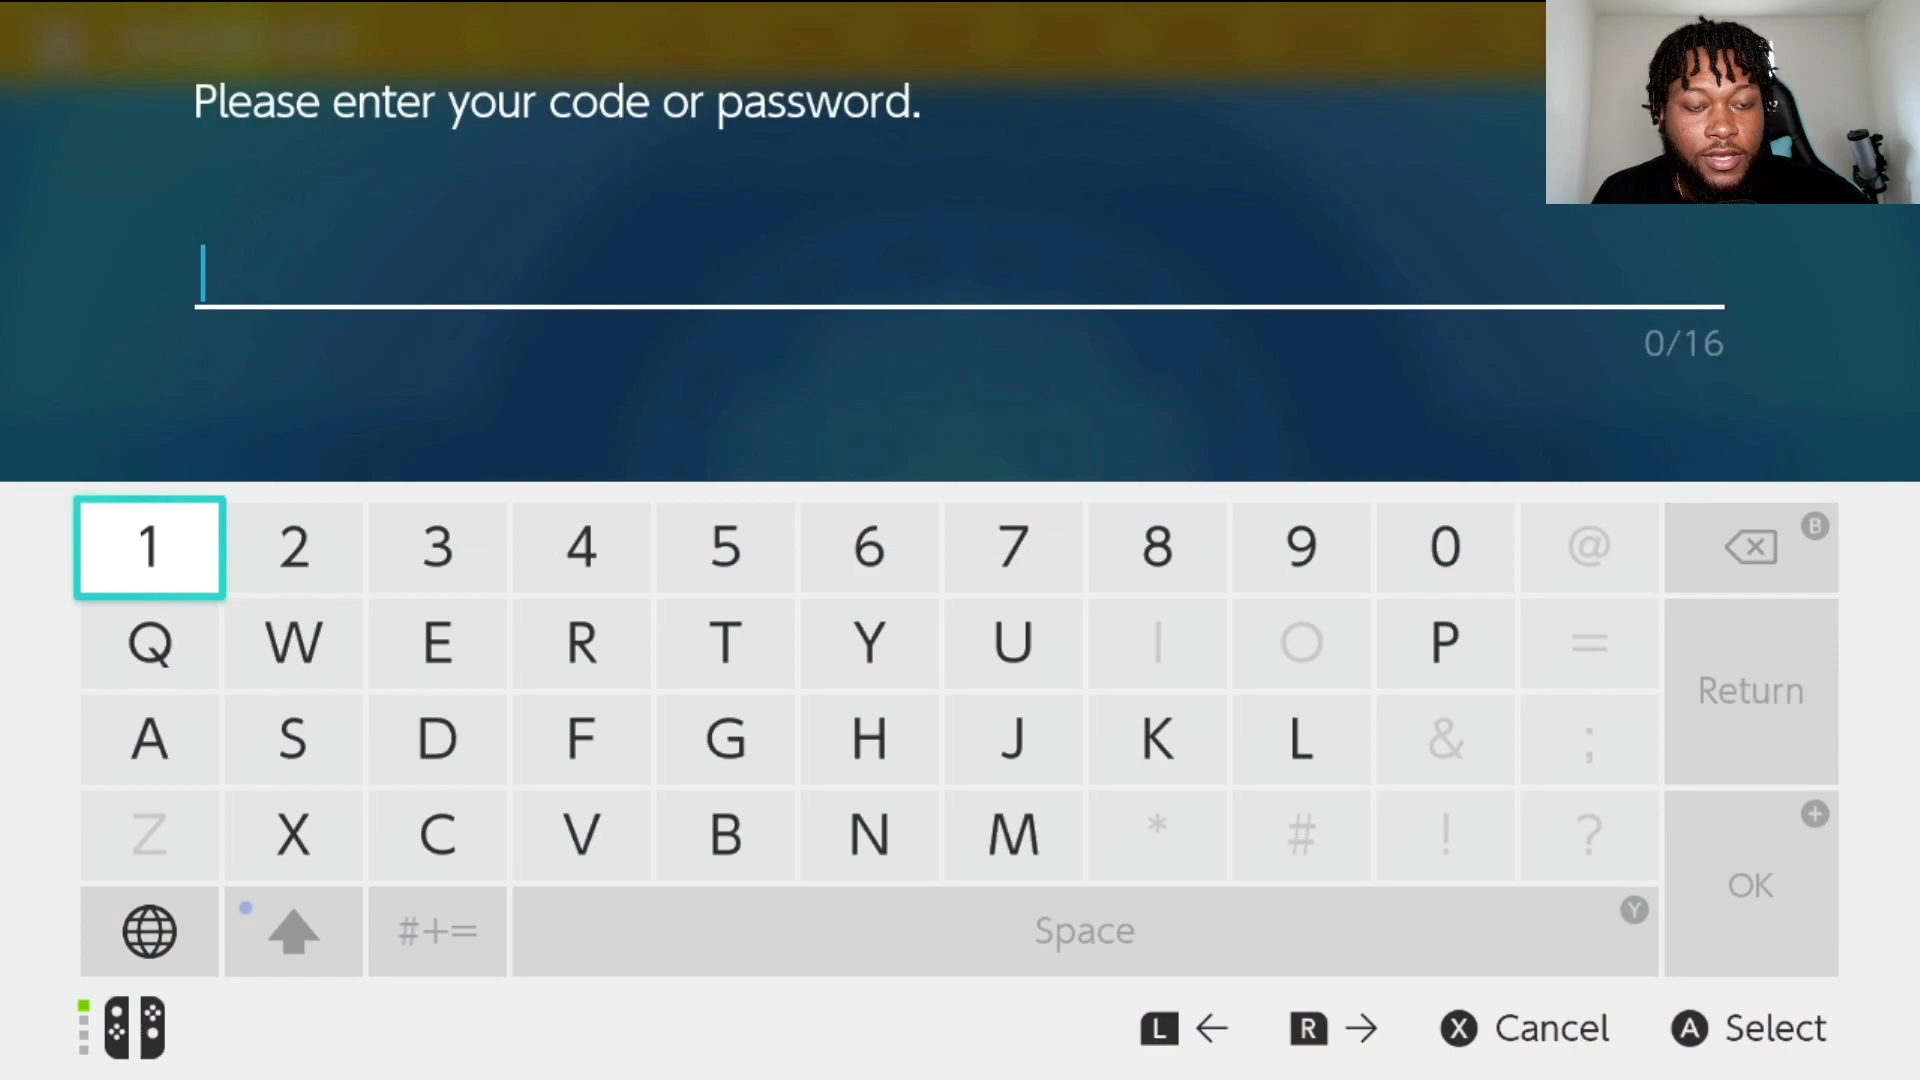 Please enter your code or password.
0/16
1 2 3 4 5 6 7 8 9 0 @ B
Q W E R T Y U I O P = Return
A S D F G H J K L & ;
Z X C V B N M * # ! ? +
OK
#+= Space Y
L ← R → X Cancel A Select